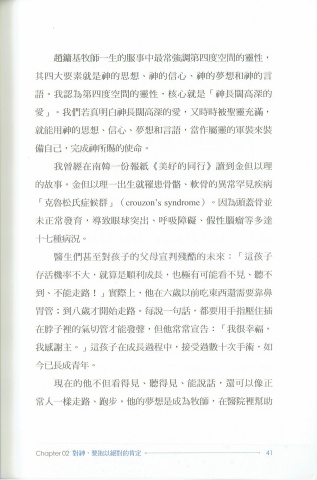 趙鏞基牧師一生的服事中最常強調第四度空間的靈性，
其四大要素就是神的思想、神的信心、神的夢想和神的言
語。我認為第四度空間的靈性，核心就是「神長闊高深的
愛」。我們若真明白神長闊高深的愛，又時時被聖靈充滿，
就能用神的思想、信心、夢想和言語，當作屬靈的軍裝來裝
備自己，完成神所賜的使命。
我曾經在南韓一份報紙《美好的同行》讀到金但以理
的故事。金但以理一出生就罹患骨骼、軟骨的異常罕見疾病
「克魯松氏症候群」（crouzon's syndrome）。因為頭蓋骨並
未正常發育，導致眼球突出、呼吸障礙、假性腦瘤等多達
十七種病況。
醫生們甚至對孩子的父母宣判殘酷的未來：「這孩子
存活機率不大，就算是順利成長，也極有可能看不見、聽不
到、不能走路！」實際上，他在六歲以前吃東西還需要靠鼻
胃管；到八歲才開始走路。每說一句話，都要用手指壓住插
在脖子裡的氣切管才能發聲，但他常常宣告：「我很幸福，
我感謝主。」這孩子在成長過程中，接受過數十次手術，如
今已長成青年。
現在的他不但看得見、聽得見、能說話，還可以像正
常人一樣走路、跑步。他的夢想是成為牧師，在醫院裡幫助
Chapter 02 對神，要抱以絕對的肯定 41